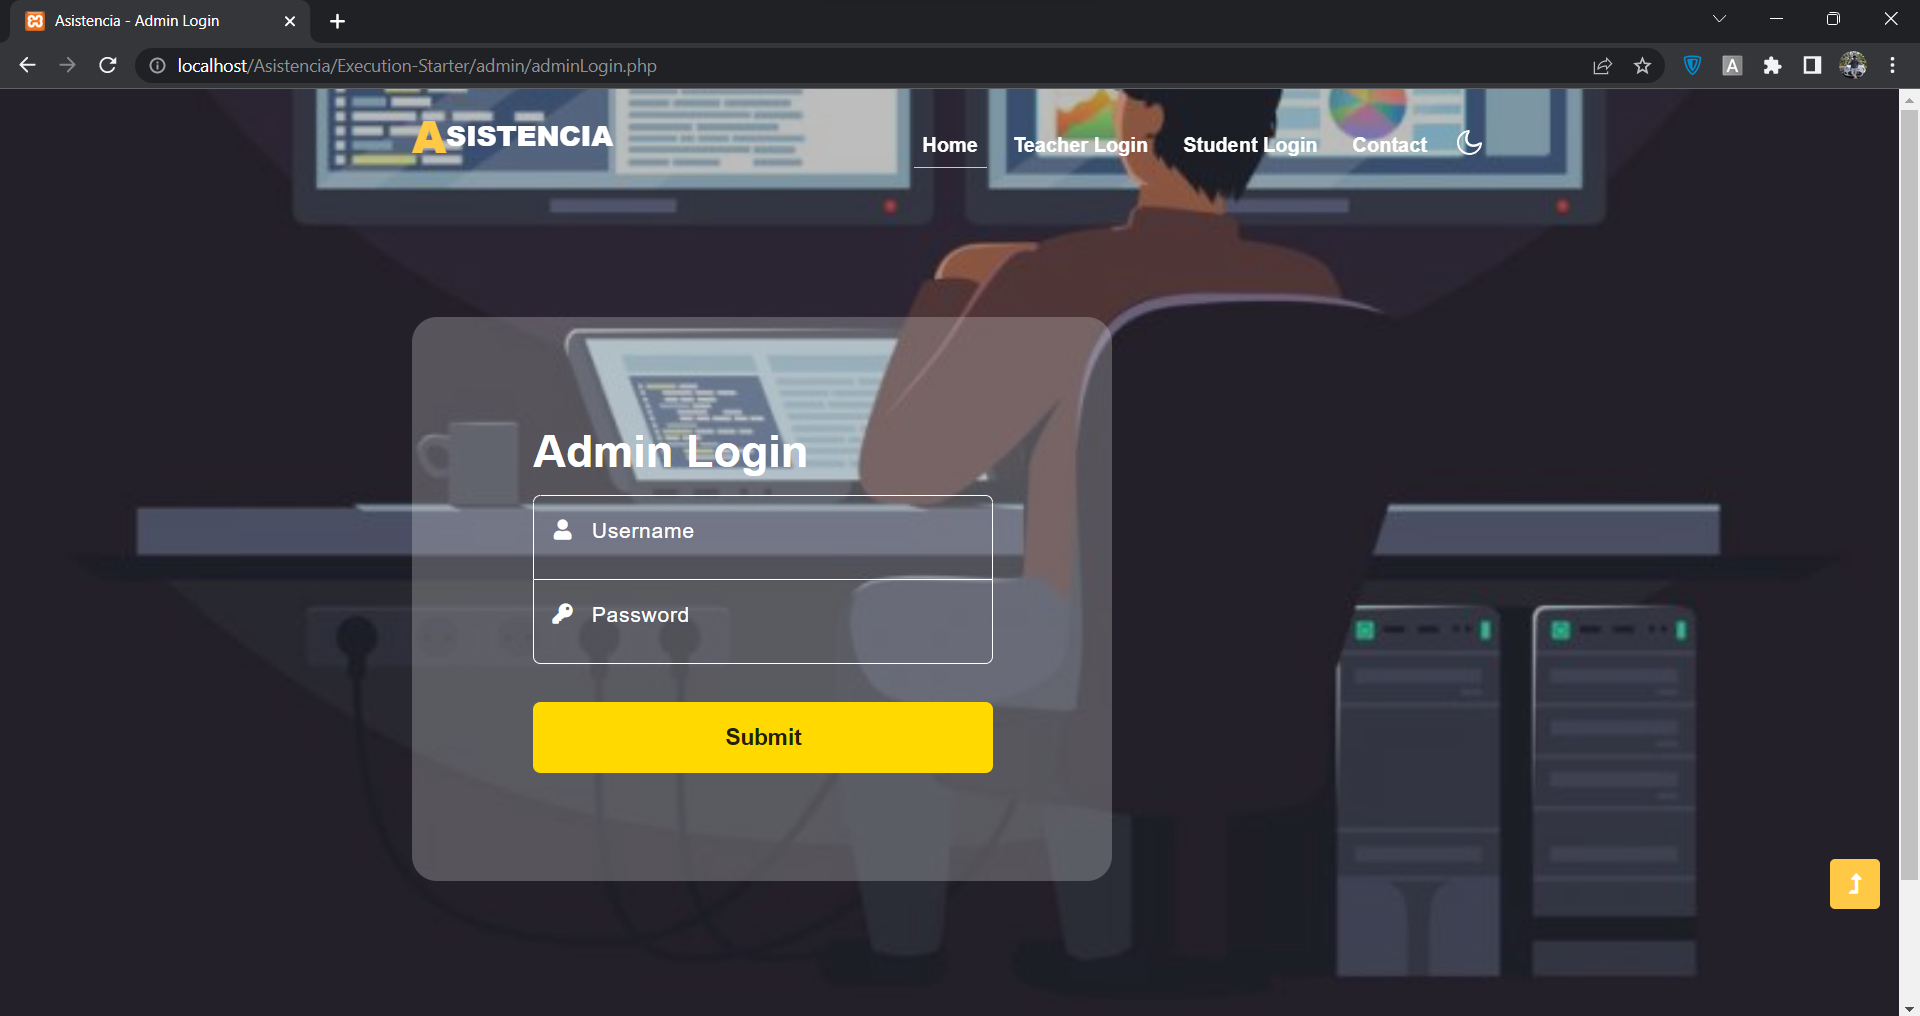 Asistencia - Admin Login
localhost/Asistencia/Execution-Starter/admin/adminLogin.php
A
ASISTENCIA
Home Teacher Login Student Login Contact
Admin Login
Username
Password
Submit